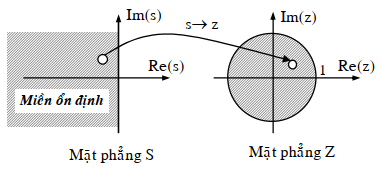 Im(s)
s→ z
Im(z)
Re(s)
1
Re(z)
Miền ổn định
Mặt phẳng S
Mặt phẳng Z